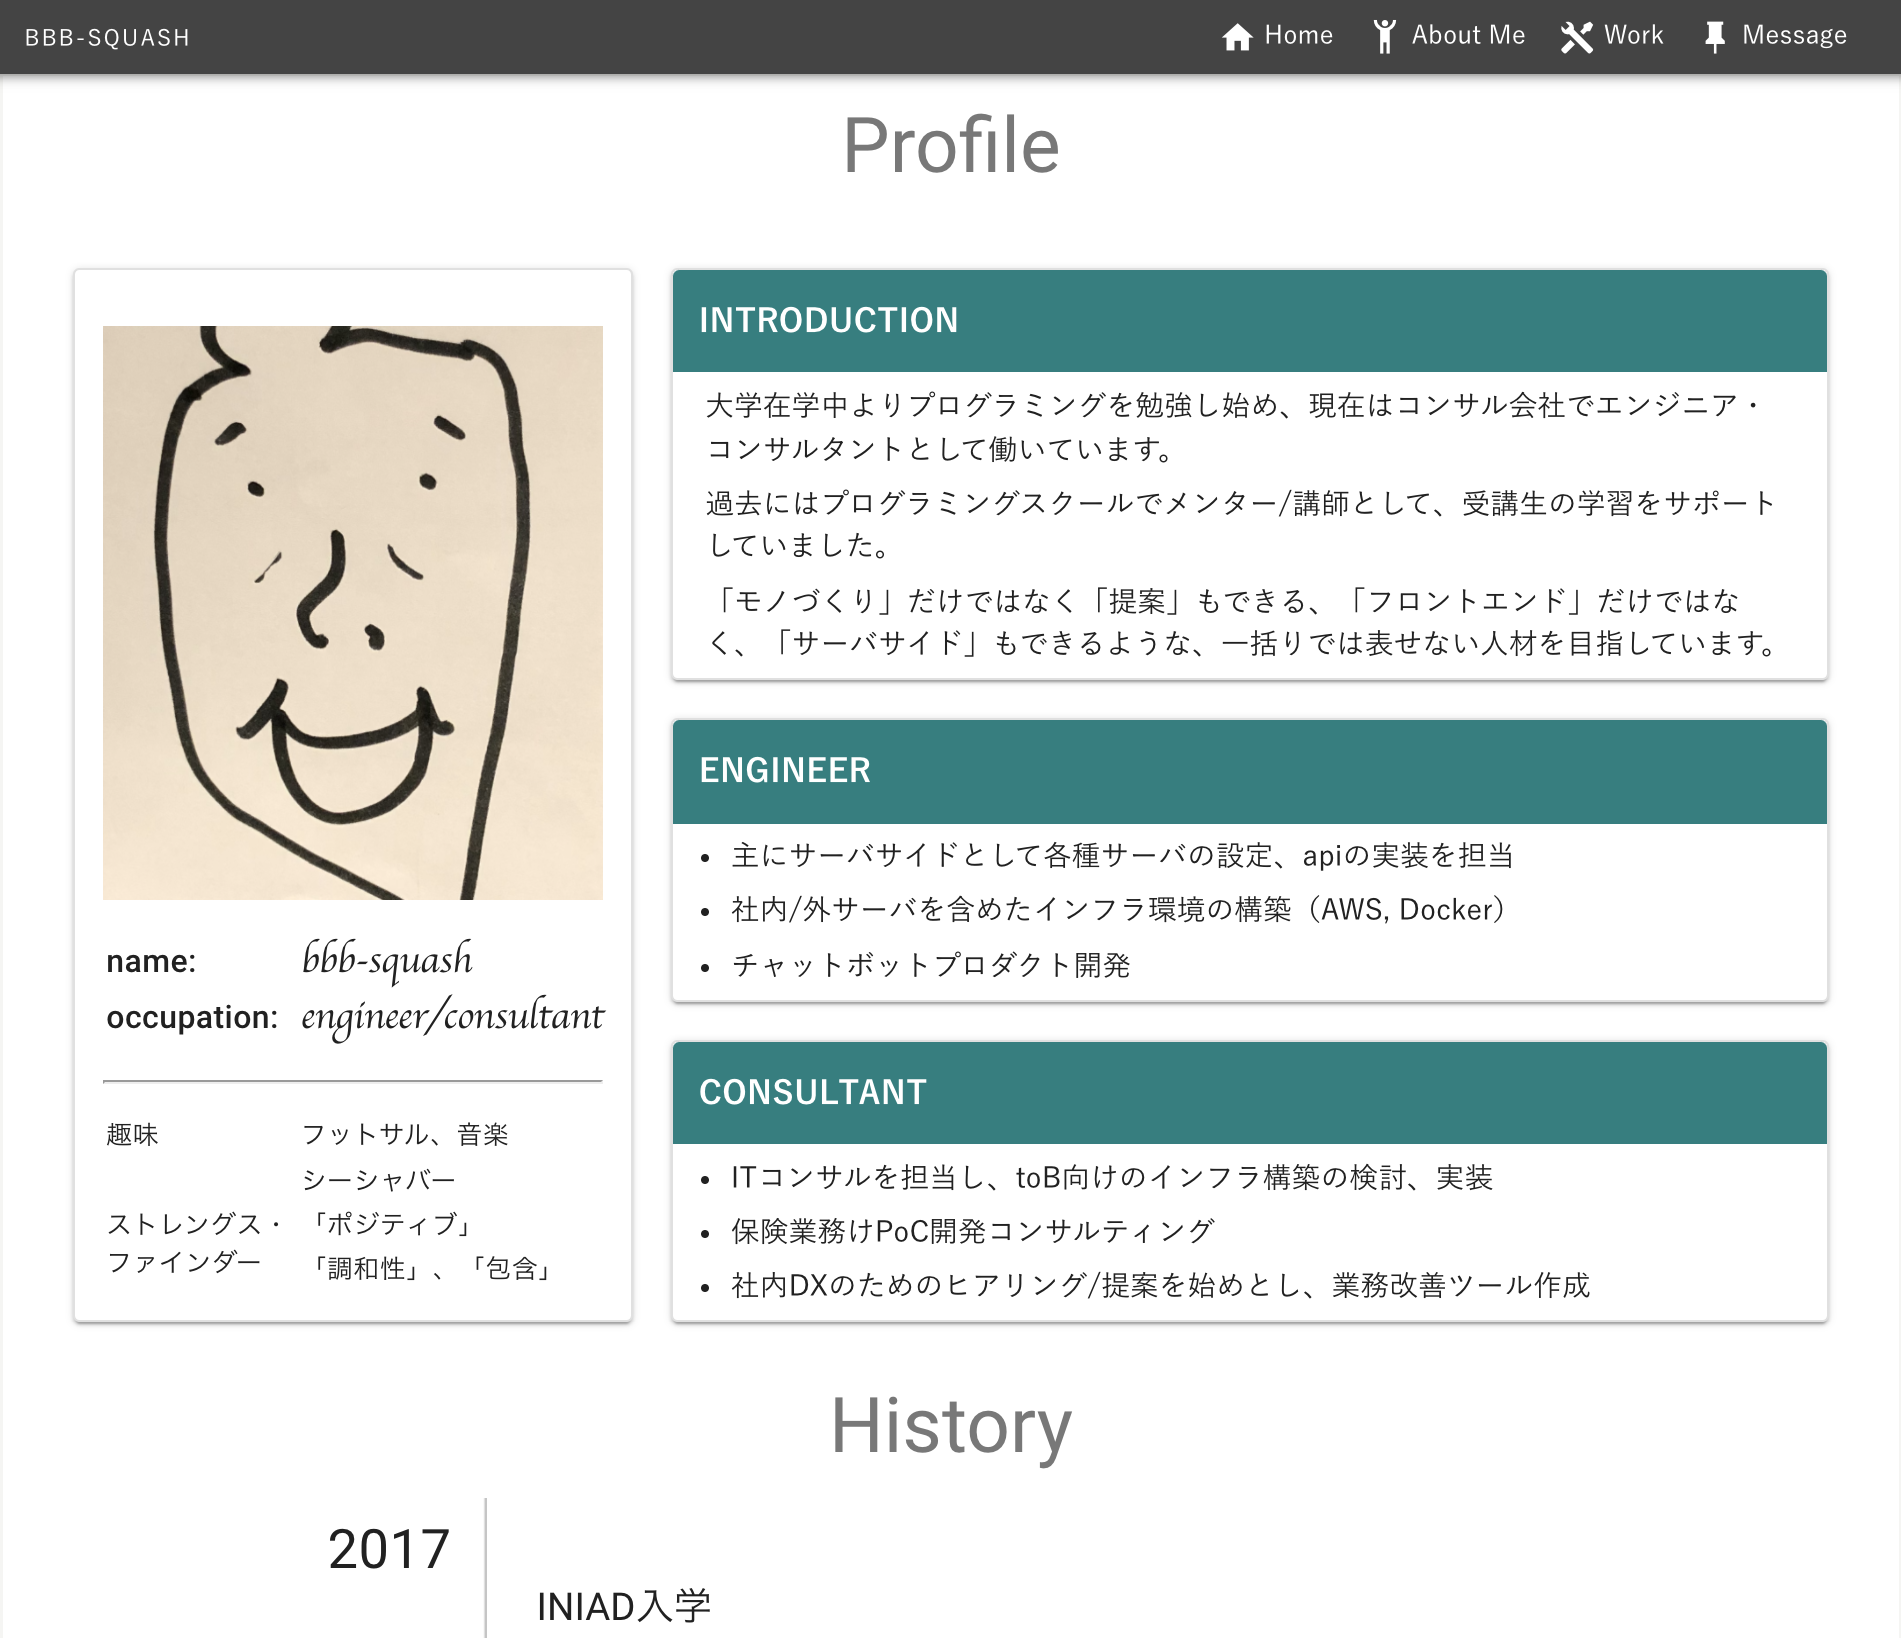 BBB-SQUASH
Home
About Me
Work
Message
Profile
name: bbb-squash
occupation: engineer/consultant
趣味 フットサル、音楽
シーシャバー
ストレングス・ 「ポジティブ」
ファインダー 「調和性」、「包含」
INTRODUCTION
大学在学中よりプログラミングを勉強し始め、現在はコンサル会社でエンジニア・
コンサルタントとして働いています。
過去にはプログラミングスクールでメンター/講師として、受講生の学習をサポート
していました。
「モノづくり」だけではなく「提案」もできる、「フロントエンド」だけではな
く、「サーバサイド」もできるような、一括りでは表せない人材を目指しています。
ENGINEER
• 主にサーバサイドとして各種サーバの設定、apiの実装を担当
• 社内/外サーバを含めたインフラ環境の構築（AWS, Docker）
• チャットボットプロダクト開発
CONSULTANT
• ITコンサルを担当し、toB向けのインフラ構築の検討、実装
• 保険業務けPoC開発コンサルティング
• 社内DXのためのヒアリング/提案を始めとし、業務改善ツール作成
History
2017
INIAD入学